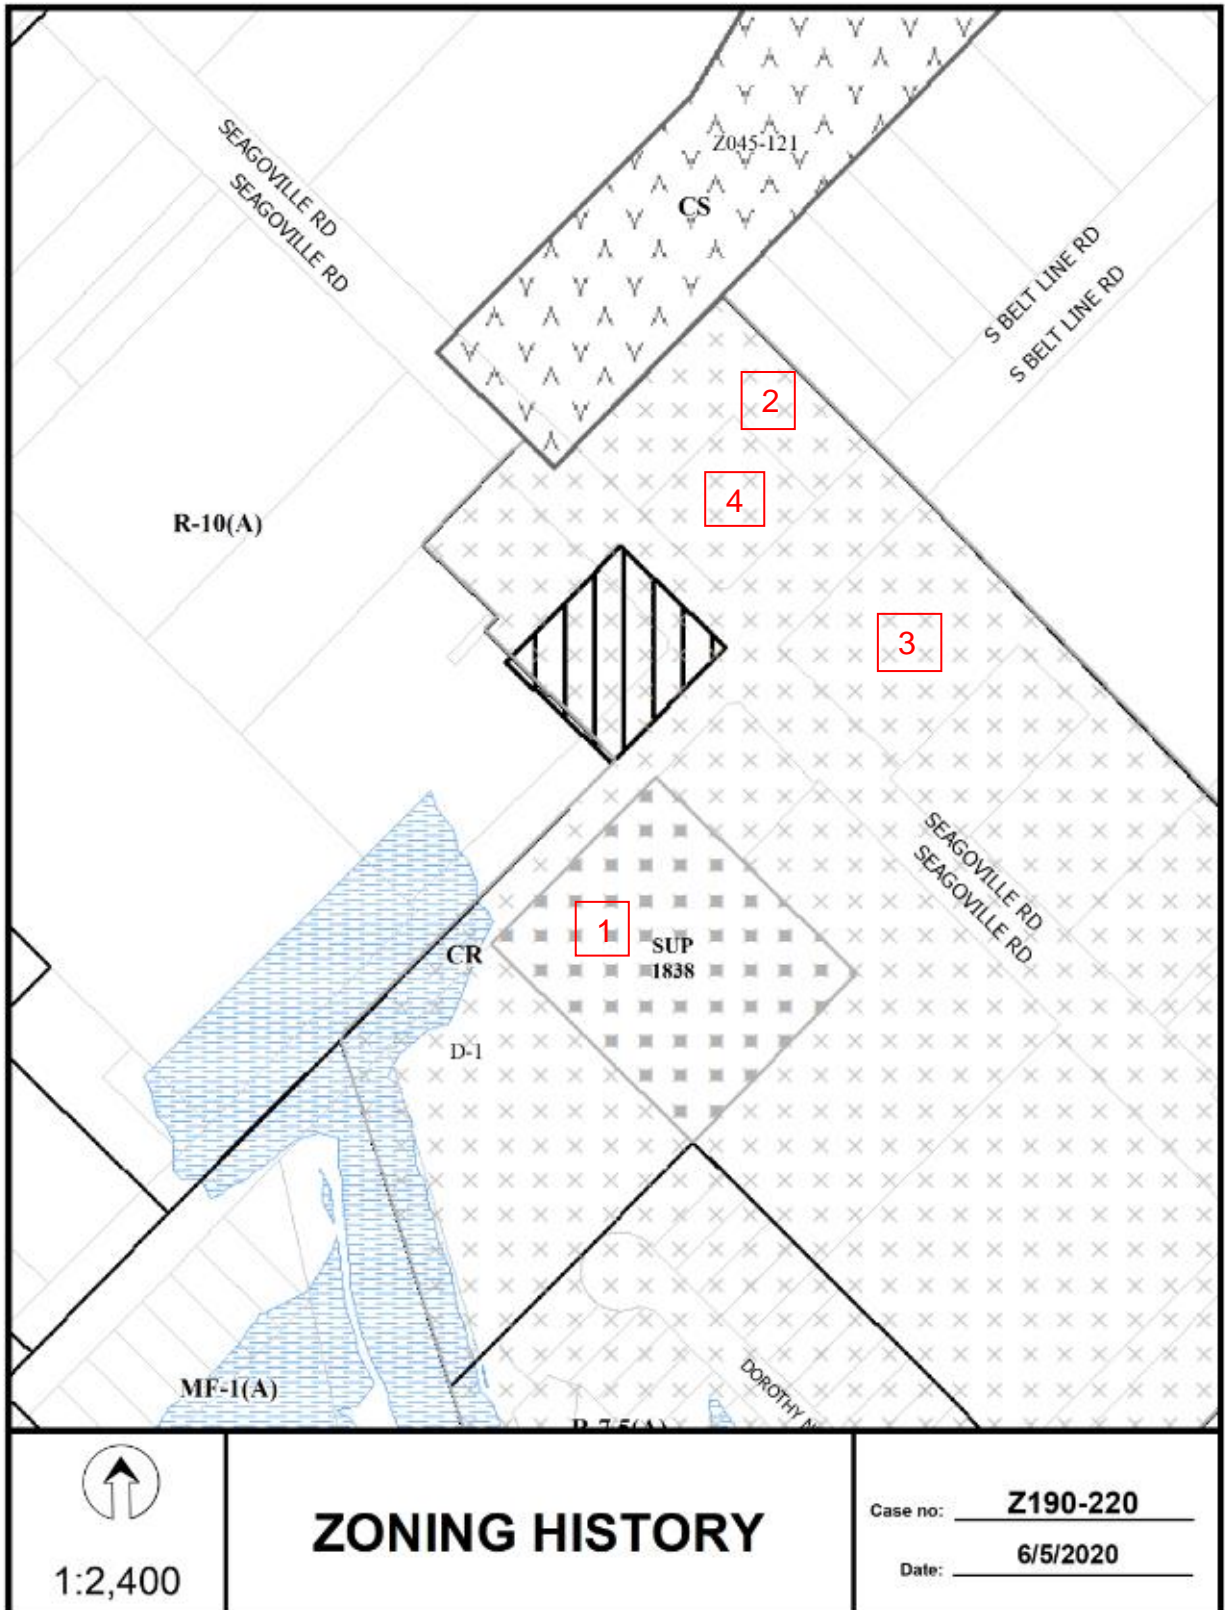 SEAGOVILLE RD
SEAGOVILLE RD
Z045-121
CS
S BELT LINE RD
S BELT LINE RD
2
4
R-10(A)
3
SEAGOVILLE RD
SEAGOVILLE RD
1
SUP
1838
CR
D-1
MF-1(A)
DOROTHY
R-7.5(A)
1:2,400
ZONING HISTORY
Case no: Z190-220
Date: 6/5/2020